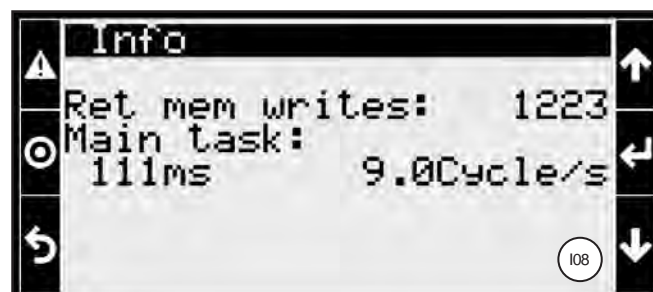 Info
Ret mem writes: 1223
Main task:
111ms 9.0Cycle/s
I08